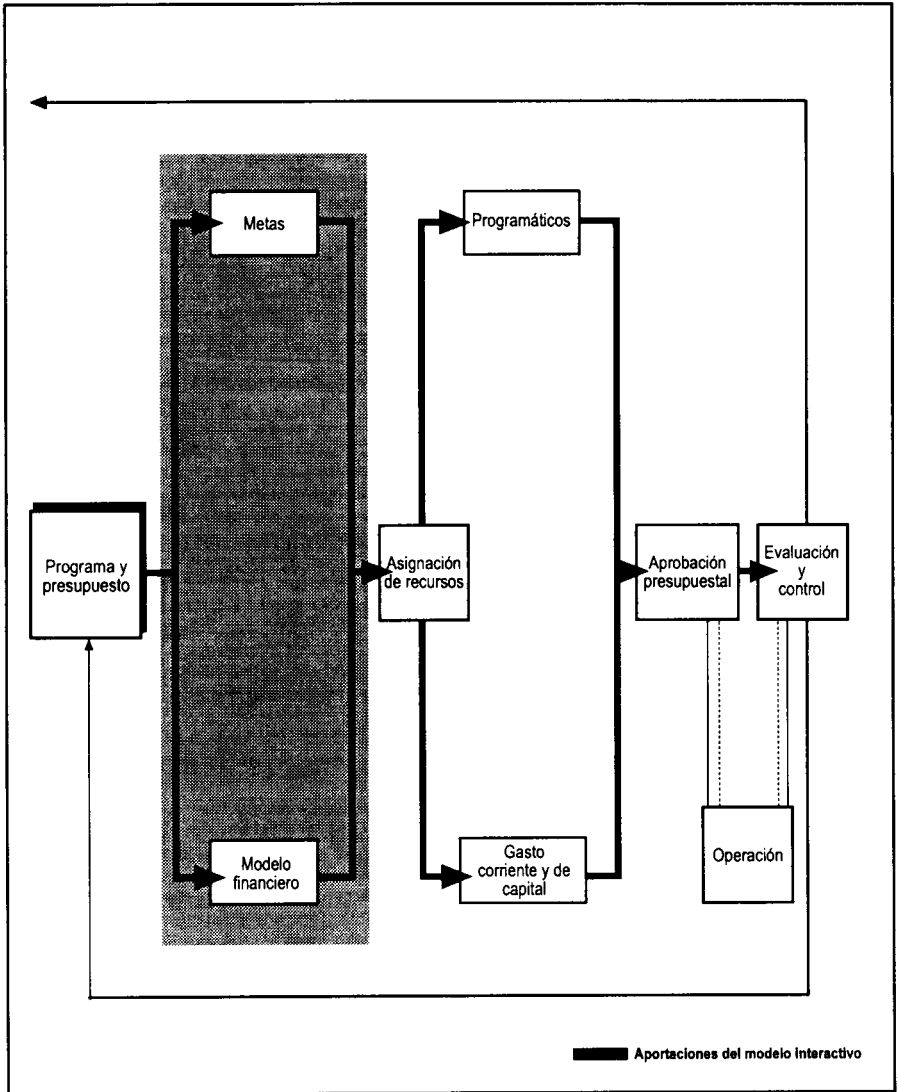 Metas
Programáticos
Programa y
presupuesto
Asignación
de recursos
Aprobación
presupuestal
Evaluación
y
control
Modelo
financiero
Gasto
corriente y de
capital
Operación
Aportaciones del modelo interactivo